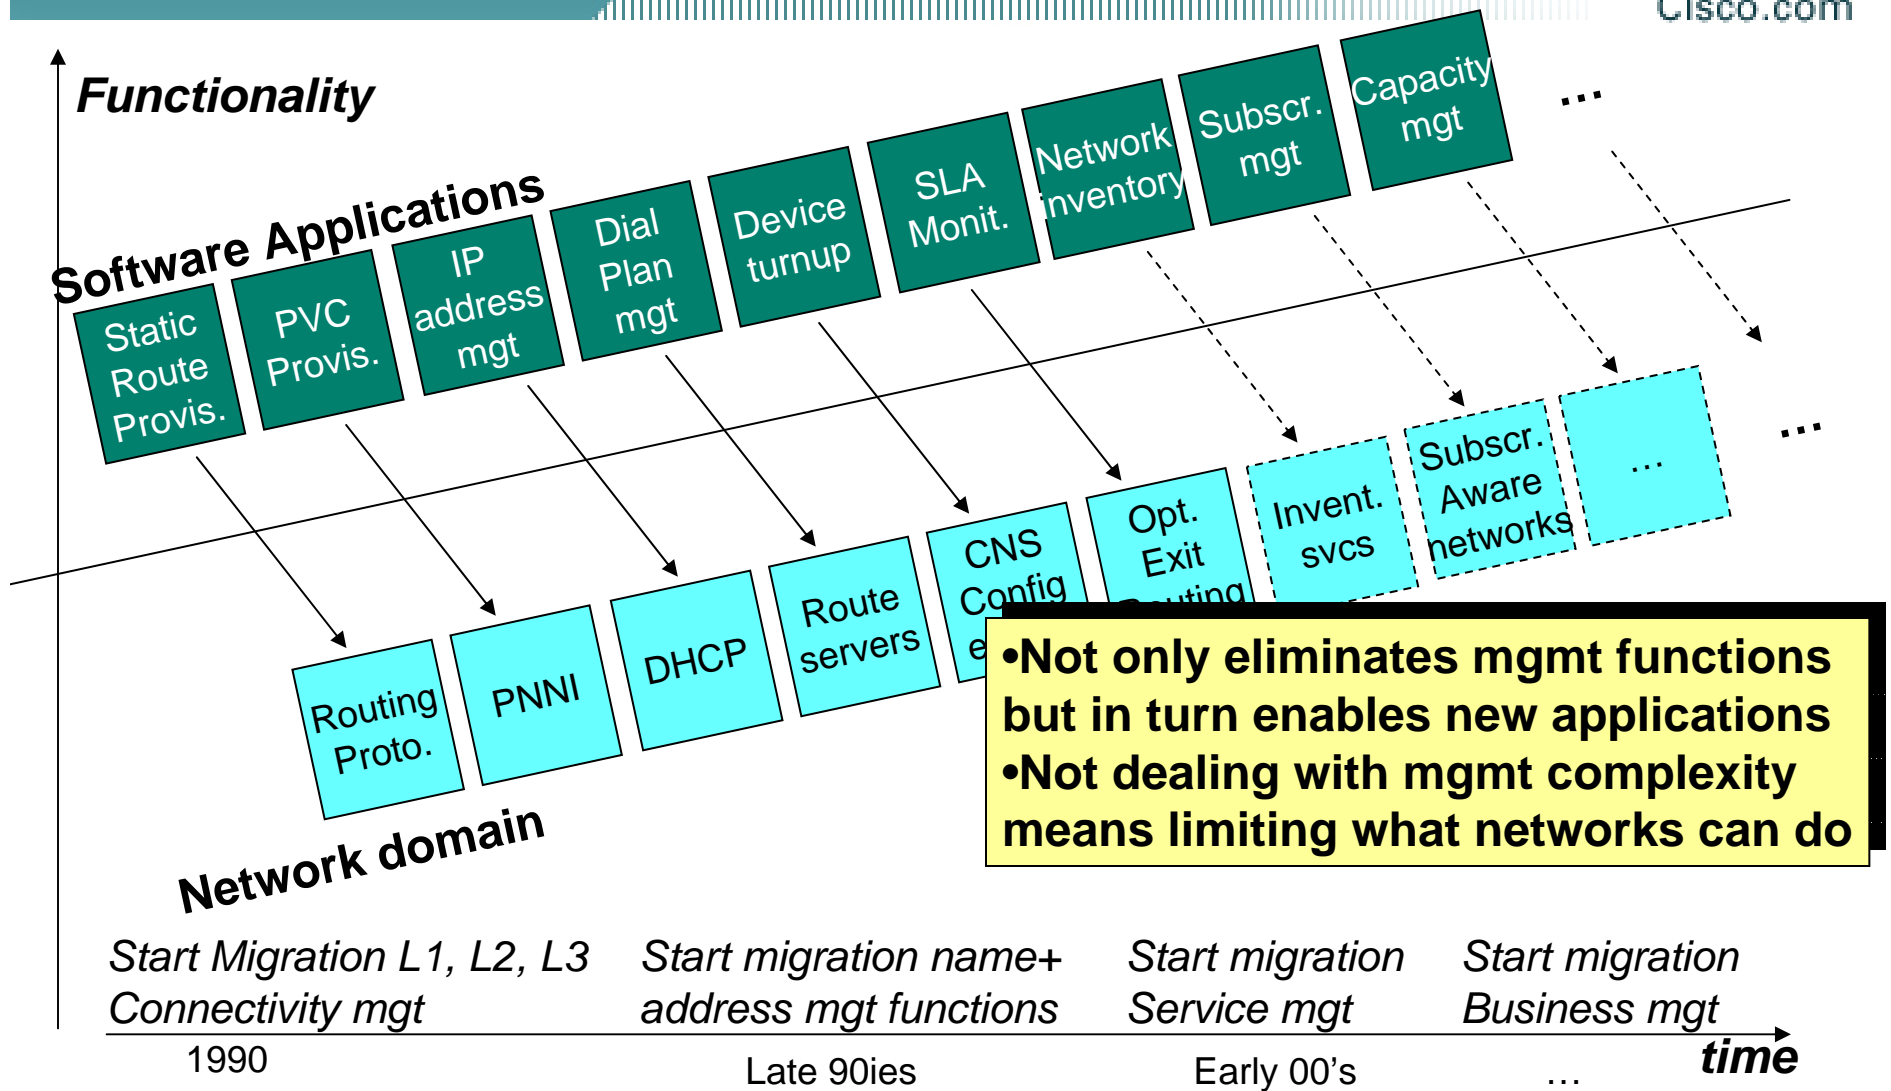 Cisco.com
Functionality
Software Applications
Static
Route
Provis.
PVC
Provis.
IP
address
mgt
Dial
Plan
mgt
Device
turnup
SLA
Monit.
Network
inventory
Subscr.
mgt
Capacity
mgt
...
Routing
Proto.
PNNI
DHCP
Route
servers
CNS
Config
Opt.
Exit
Routing
Invent.
svcs
Subscr.
Aware
networks
...
...
Network domain
•Not only eliminates mgmt functions
but in turn enables new applications
•Not dealing with mgmt complexity
means limiting what networks can do
Start Migration L1, L2, L3
Connectivity mgt
Start migration name+
address mgt functions
Start migration
Service mgt
Start migration
Business mgt
1990
Late 90ies
Early 00's
...
time